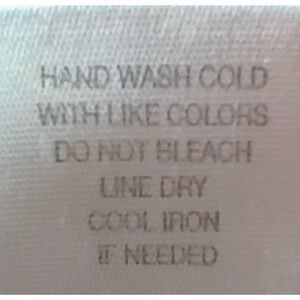 HAND WASH COLD
WITH LIKE COLORS
DO NOT BLEACH
LINE DRY
COOL IRON
IF NEEDED